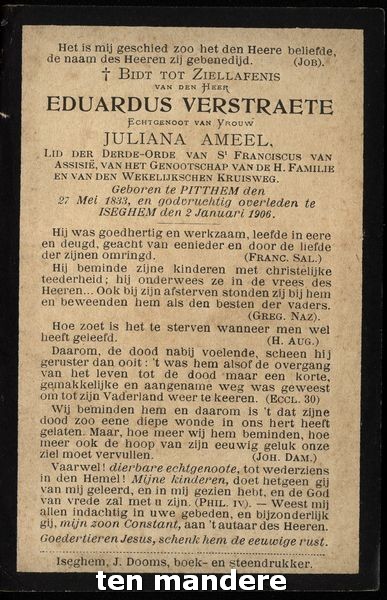 Het is mij geschied zoo het den Heere beliefde,
de naam des Heeren zij gebenedijd. (Job.)
† Bidt tot Ziellafenis
van den Heer
EDUARDUS VERSTRAETE
Echtgenoot van Vrouw
JULIANA AMEEL,
Lid der Derde-Orde van St Franciscus van
Assisië, van het Genootschap van de H. Familie
en van den Wekelijkschen Kruisweg.
Geboren te PITTHEM den
27 Mei 1833, en godvruchtig overleden te
ISEGHEM den 2 Januari 1906.
Hij was goedhertig en werkzaam, leefde in eere
en deugd, geacht van eenieder en door de liefde
der zijnen omringd. (Franc. Sal.)
Hij beminde zijne kinderen met christelijke
teederheid; hij onderwees ze in de vrees des
Heeren... Ook bij zijn afsterven stonden zij bij hem
en beweenden hem als den besten der vaders.
(Greg. Naz.)
Hoe zoet is het te sterven wanneer men wel
heeft geleefd. (H. Aug.)
Daarom, de dood nabij voelende, scheen hij
geruster dan ooit: 't was hem alsof de overgang
van het leven tot de dood maar een korte,
gemakkelijke en aangename weg was geweest
om tot zijn Vaderland weer te keeren. (Eccl. 30)
Wij beminden hem en daarom is 't dat zijne
dood zoo eene diepe wonde in ons hert heeft
gelaten. Maar, hoe meer wij hem beminden, hoe
meer ook de hoop van zijn eeuwig geluk onze
ziel moet vervullen. (Joh. Dam.)
Vaarwel! dierbare echtgenoote, tot wederziens
in den Hemel! Mijne kinderen, doet hetgeen gij
van mij geleerd, en in mij gezien hebt, en de God
van vrede zal met u zijn. (Phil. iv). — Weest mij
allen indachtig in uwe gebeden, en bijzonderlijk
gij, mijn zoon Constant, aan 't autaar des Heeren.
Goedertieren Jesus, schenk hem de eeuwige rust.
Iseghem, J. Dooms, boek- en steendrukker.
ten mandere